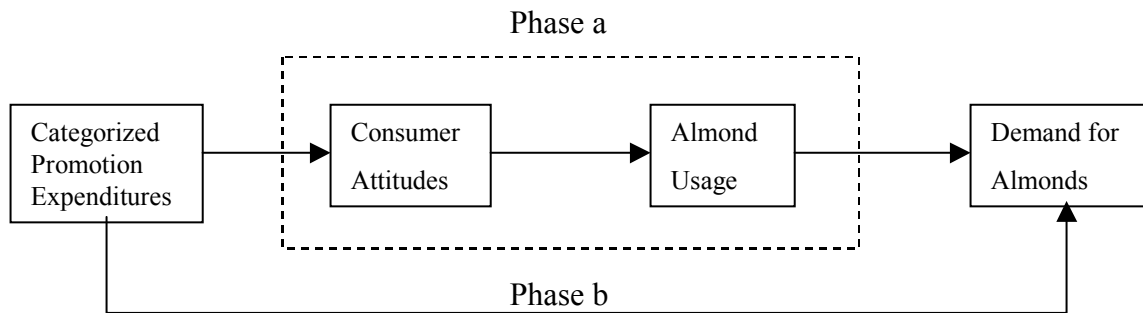 Phase a
Categorized
Promotion
Expenditures
Consumer
Attitudes
Almond
Usage
Demand for
Almonds
Phase b